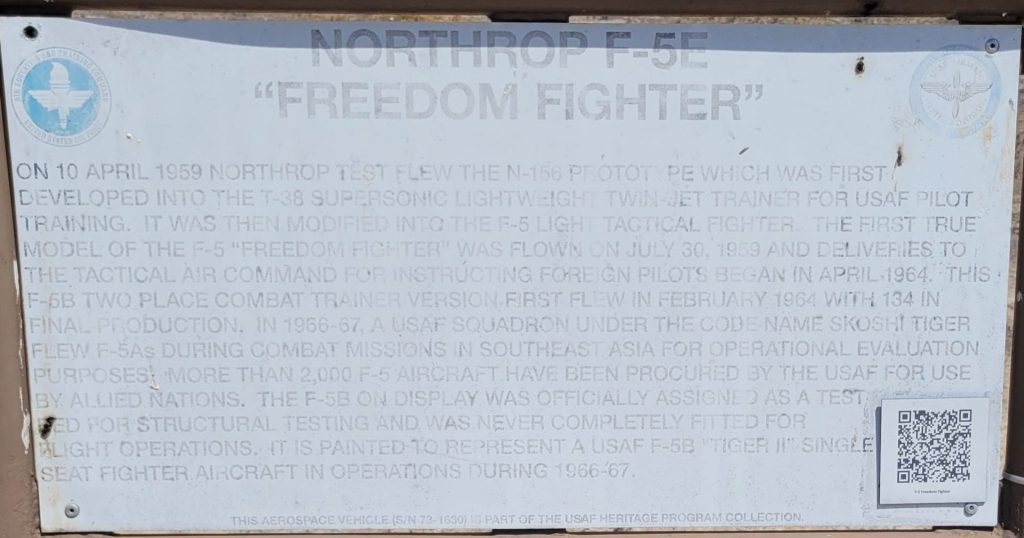 NORTHROP F-5E
"FREEDOM FIGHTER"
ON 10 APRIL 1959 NORTHROP TEST FLEW THE N-156 PROTOTYPE WHICH WAS FIRST
DEVELOPED INTO THE T-38 SUPERSONIC LIGHTWEIGHT TWIN-JET TRAINER FOR USAF PILOT
TRAINING. IT WAS THEN MODIFIED INTO THE F-5 LIGHT TACTICAL FIGHTER. THE FIRST TRUE
MODEL OF THE F-5 "FREEDOM FIGHTER" WAS FLOWN ON JULY 30, 1959 AND DELIVERIES TO
THE TACTICAL AIR COMMAND FOR INSTRUCTING FOREIGN PILOTS BEGAN IN APRIL 1964. THIS
F-5B TWO PLACE COMBAT TRAINER VERSION FIRST FLEW IN FEBRUARY 1964 WITH 134 IN
FINAL PRODUCTION. IN 1966-67, A USAF SQUADRON UNDER THE CODE NAME SKOSHI TIGER
FLEW F-5As DURING COMBAT MISSIONS IN SOUTHEAST ASIA FOR OPERATIONAL EVALUATION
PURPOSES. MORE THAN 2,000 F-5 AIRCRAFT HAVE BEEN PROCURED BY THE USAF FOR USE
BY ALLIED NATIONS. THE F-5B ON DISPLAY WAS OFFICIALLY ASSIGNED AS A TEST
BED FOR STRUCTURAL TESTING AND WAS NEVER COMPLETELY FITTED FOR
FLIGHT OPERATIONS. IT IS PAINTED TO REPRESENT A USAF F-5B "TIGER II" SINGLE
SEAT FIGHTER AIRCRAFT IN OPERATIONS DURING 1966-67.
THIS AEROSPACE VEHICLE (S/N 73-1630) IS PART OF THE USAF HERITAGE PROGRAM COLLECTION.
Freedom Fighter